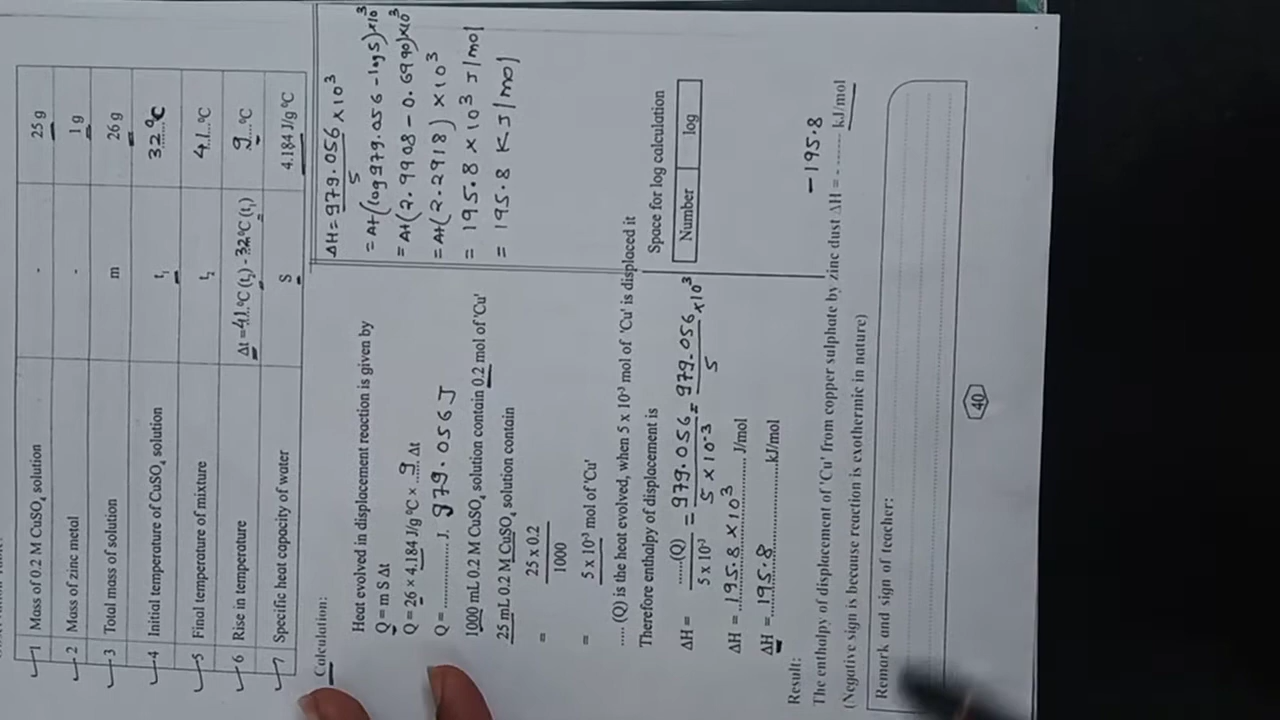 1 Mass of 0.2 M CuSO₄ solution - 25 g
2 Mass of zinc metal - 1 g
3 Total mass of solution m 26 g
4 Initial temperature of CuSO₄ solution t₁ 32°C
5 Final temperature of mixture t₂ 41 °C
6 Rise in temperature Δt =41 °C (t₂) - 32°C (t₁) 9 °C
7 Specific heat capacity of water S 4.184 J/g °C
Calculation:
Heat evolved in displacement reaction is given by
Q = m S Δt
Q = 26 × 4.184 J/g °C × 9 Δt
Q = ............... J. 979.056 J
1000 mL 0.2 M CuSO₄ solution contain 0.2 mol of 'Cu'
25 mL 0.2 M CuSO₄ solution contain
= 25 x 0.2
1000
= 5 x 10⁻³ mol of 'Cu'
..... (Q) is the heat evolved, when 5 x 10⁻³ mol of 'Cu' is displaced it
Therefore enthalpy of displacement is
ΔH = ......(Q) / 5 x 10⁻³ = 979.056 / 5 × 10⁻³ = 979.056 / 5 × 10³
ΔH = 195.8 × 10³ J/mol
ΔH = 195.8 kJ/mol
ΔH = 979.056 × 10³
5
= At(log 979.056 - log 5) × 10³
= At(2.9908 - 0.6990) × 10³
= At(2.2918) × 10³
= 195.8 × 10³ J/mol
= 195.8 KJ/mol
Space for log calculation
Number log
Result:
-195.8
The enthalpy of displacement of 'Cu' from copper sulphate by zinc dust ΔH = - ........... kJ/mol
(Negative sign is because reaction is exothermic in nature)
Remark and sign of teacher:
40